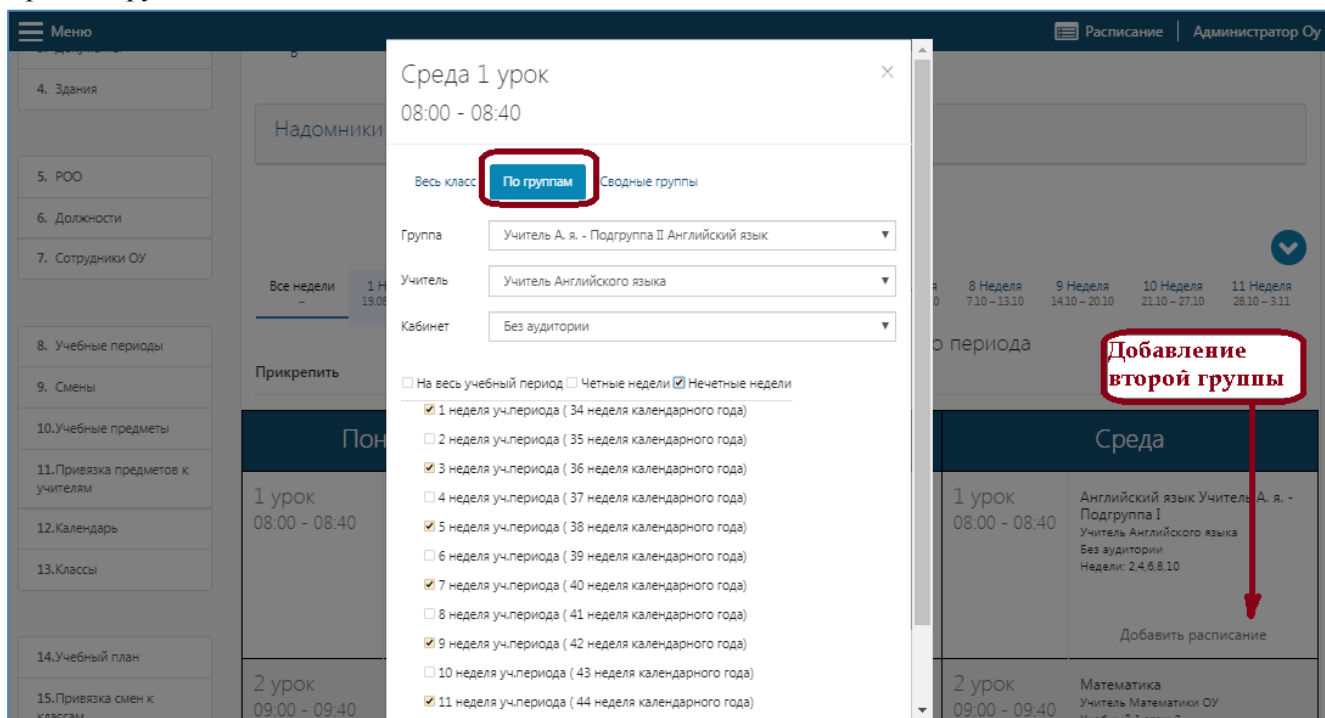 Меню
Расписание
Администратор Оу
4. Здания
5. РОО
6. Должности
7. Сотрудники ОУ
8. Учебные периоды
9. Смены
10.Учебные предметы
11.Привязка предметов к
учителям
12.Календарь
13.Классы
14.Учебный план
15.Привязка смен к
классам
Надомники
Среда 1 урок
×
08:00 - 08:40
Весь класс
По группам
Сводные группы
Группа
Учитель А. я. - Подгруппа II Английский язык
Учитель
Учитель Английского языка
Кабинет
Без аудитории
На весь учебный период
Четные недели
Нечетные недели
1 неделя уч.периода ( 34 неделя календарного года)
2 неделя уч.периода ( 35 неделя календарного года)
3 неделя уч.периода ( 36 неделя календарного года)
4 неделя уч.периода ( 37 неделя календарного года)
5 неделя уч.периода ( 38 неделя календарного года)
6 неделя уч.периода ( 39 неделя календарного года)
7 неделя уч.периода ( 40 неделя календарного года)
8 неделя уч.периода ( 41 неделя календарного года)
9 неделя уч.периода ( 42 неделя календарного года)
10 неделя уч.периода ( 43 неделя календарного года)
11 неделя уч.периода ( 44 неделя календарного года)
Все недели
–
1 Н
19.08
8 Неделя
7.10 – 13.10
9 Неделя
14.10 – 20.10
10 Неделя
21.10 – 27.10
11 Неделя
28.10 – 3.11
периода
Прикрепить
Добавление
второй группы
Пон
Среда
1 урок
08:00 - 08:40
1 урок
08:00 - 08:40
Английский язык Учитель А. я. -
Подгруппа I
Учитель Английского языка
Без аудитории
Недели: 2,4,6,8,10
Добавить расписание
2 урок
09:00 - 09:40
2 урок
09:00 - 09:40
Математика
Учитель Математики ОУ